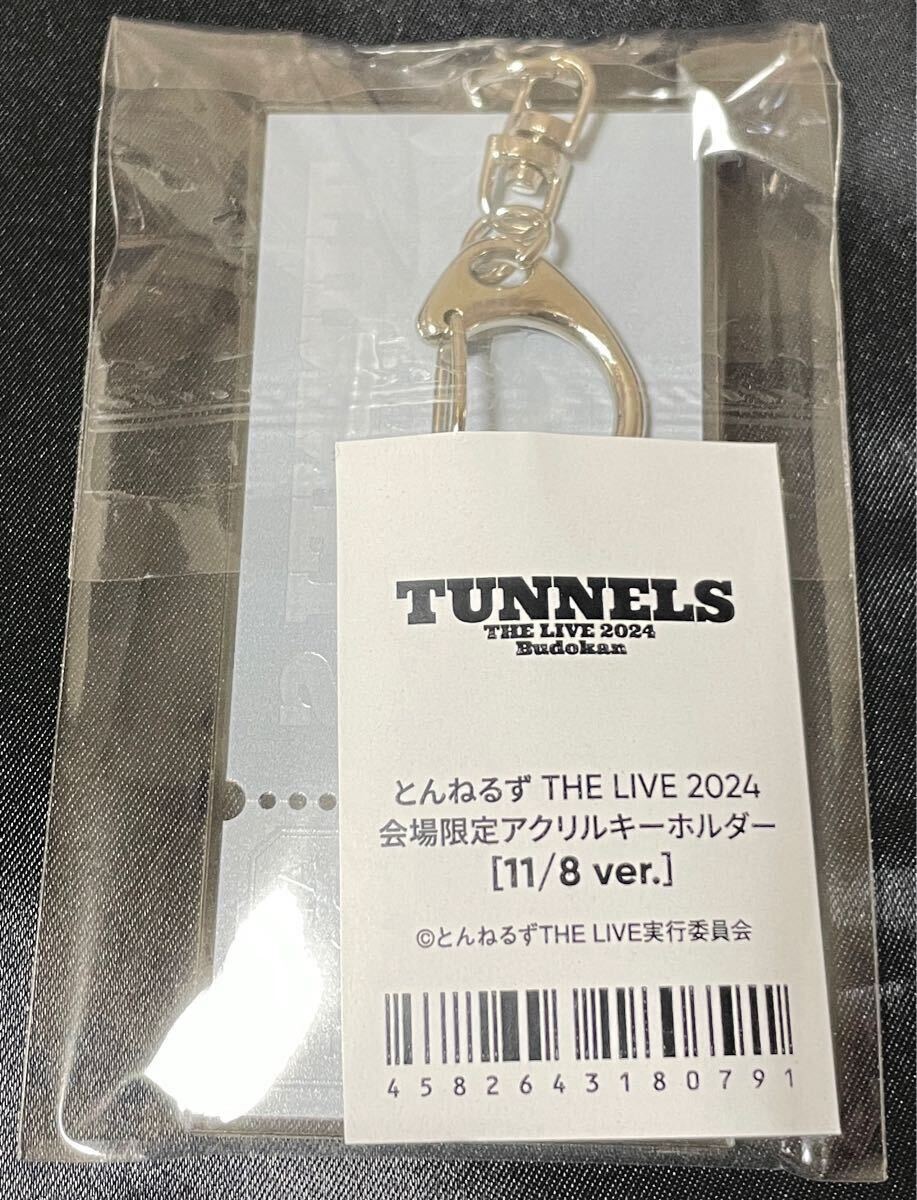 TUNNELS
THE LIVE 2024
Budokan
とんねるず THE LIVE 2024
会場限定アクリルキーホルダー
[11/8 ver.]
©とんねるずTHE LIVE実行委員会
4582643180791